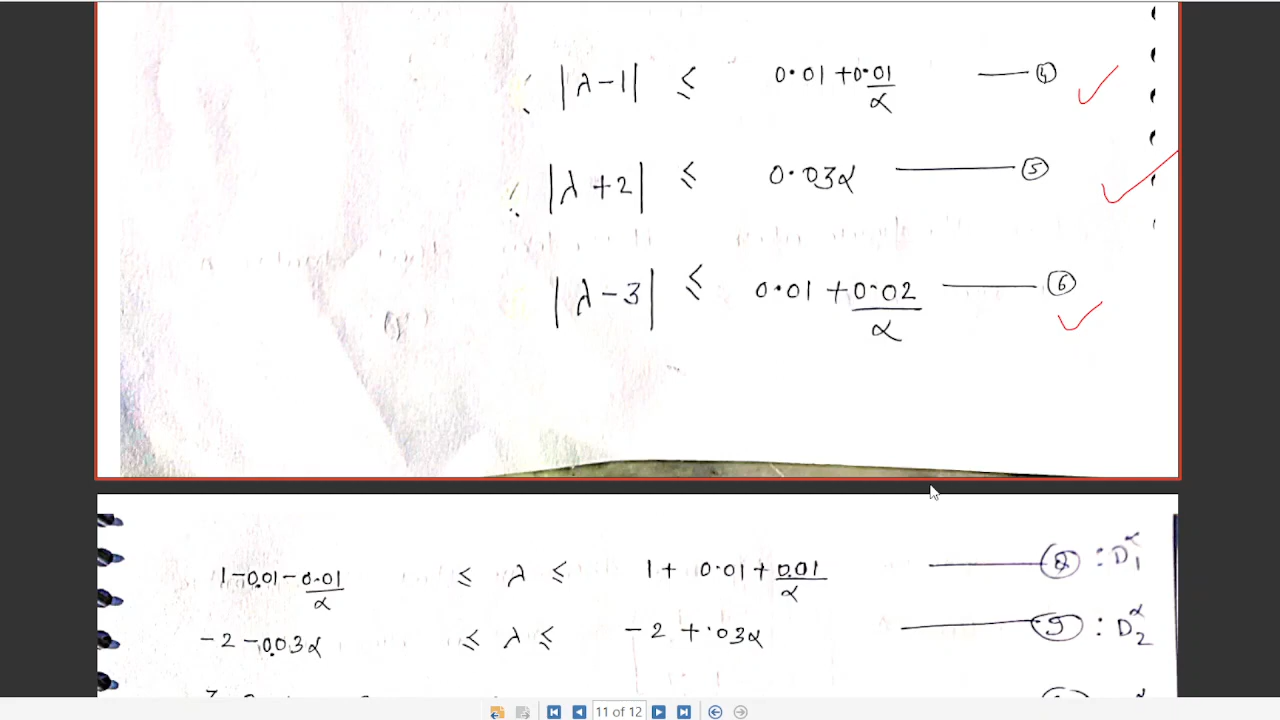 |λ-1| ≤ 0.01 + 0.01/α — ④
|λ+2| ≤ 0.03α — ⑤
|λ-3| ≤ 0.01 + 0.02/α — ⑥
1-0.01-0.01/α ≤ λ ≤ 1+ 0.01+0.01/α — : D₁^α
-2-0.03α ≤ λ ≤ -2 + .03α — ⑨ : D₂^α
11 of 12